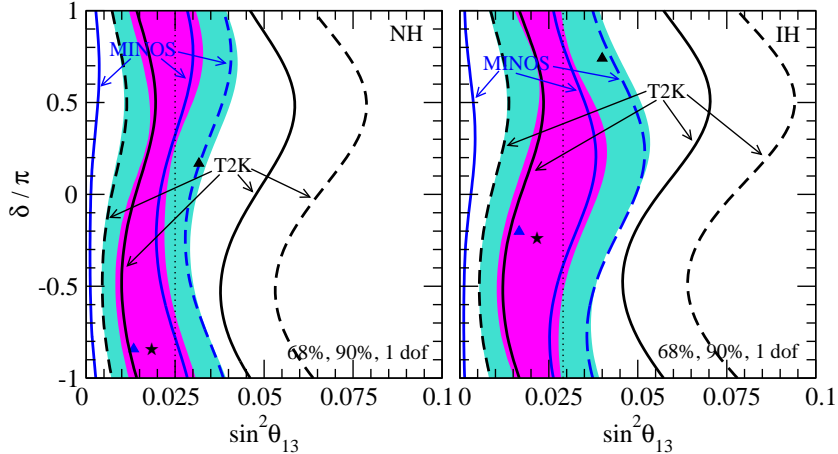 NH
IH
MINOS
MINOS
T2K
T2K
68%, 90%, 1 dof
68%, 90%, 1 dof
1
0.5
0
-0.5
-1
δ / π
0 0.025 0.05 0.075 0.1
0 0.025 0.05 0.075 0.1
sin²θ₁₃
sin²θ₁₃